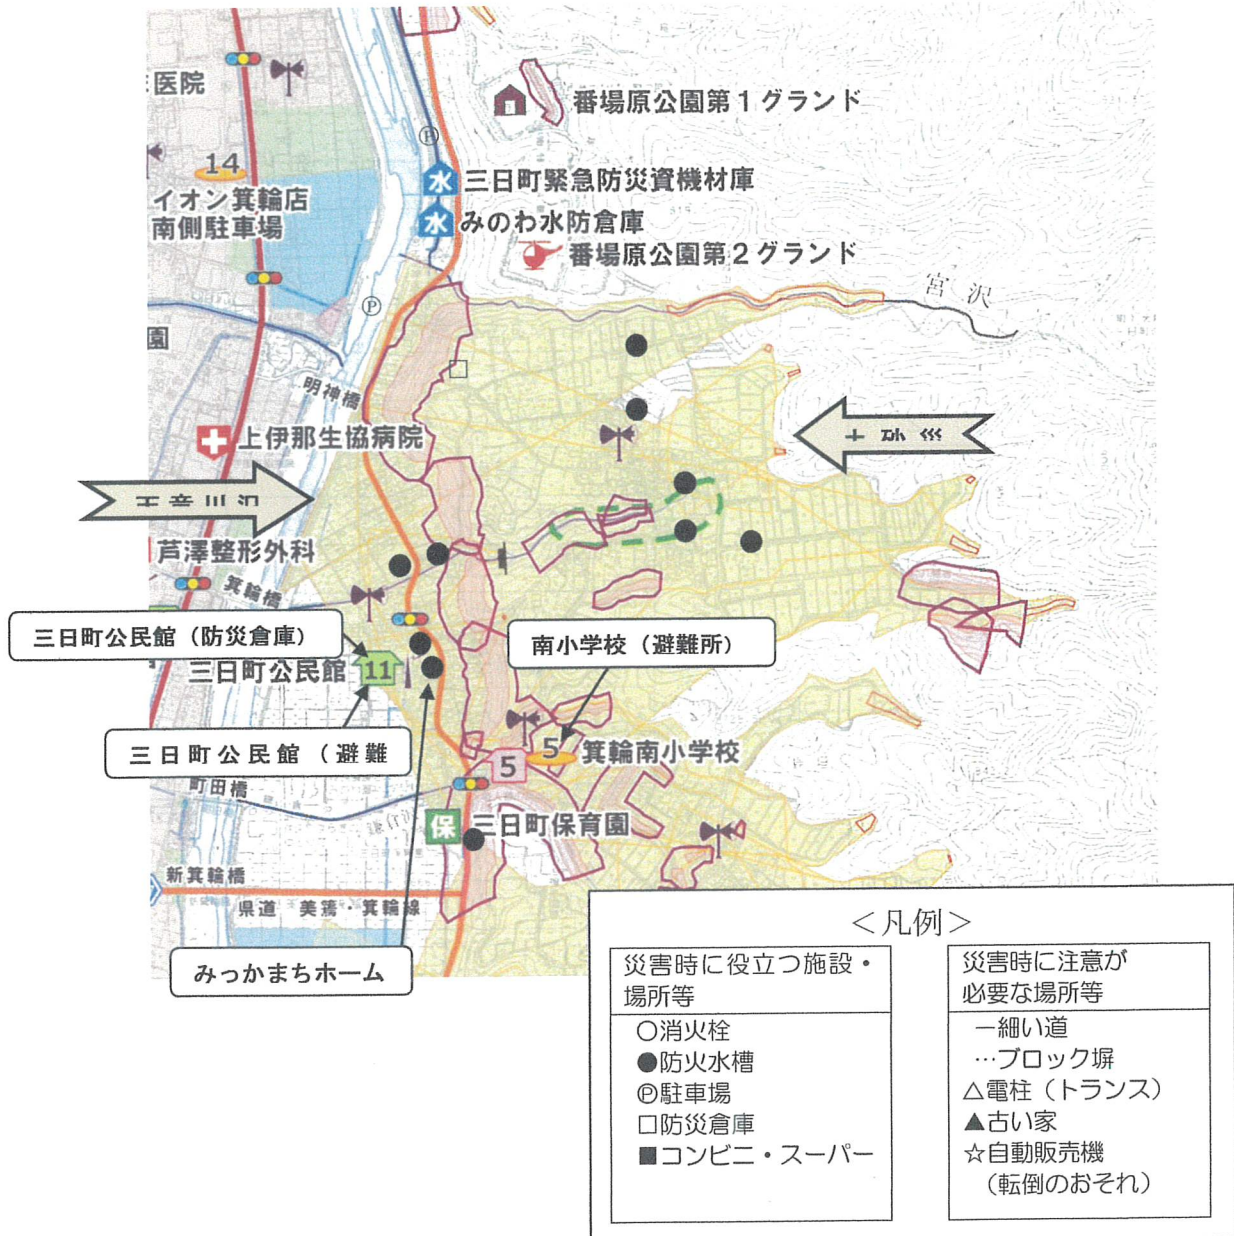 医院
番場原公園第1グランド
14
イオン箕輪店
南側駐車場
水 三日町緊急防災資機材庫
水 みのわ水防倉庫
番場原公園第2グランド
宮沢
園
明神橋
上伊那生協病院
芦澤整形外科
箕輪橋
三日町公民館（防災倉庫）
南小学校（避難所）
三日町公民館 11
三日町公民館（避難
5 箕輪南小学校
5
町田橋
保 三日町保育園
新箕輪橋
県道 美篶・箕輪線
みっかまちホーム
＜凡例＞
災害時に役立つ施設・
場所等
○消火栓
●防火水槽
Ⓟ駐車場
□防災倉庫
■コンビニ・スーパー
災害時に注意が
必要な場所等
―細い道
…ブロック塀
△電柱（トランス）
▲古い家
☆自動販売機
（転倒のおそれ）